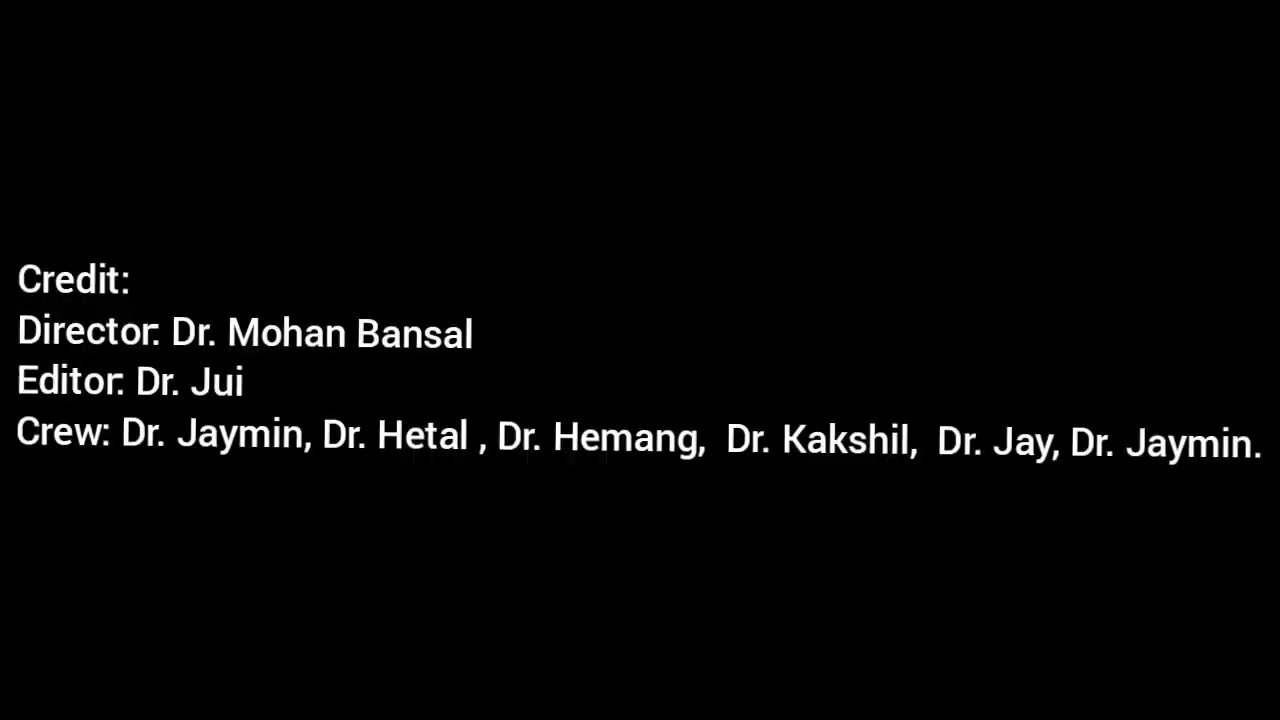 Credit:
Director: Dr. Mohan Bansal
Editor: Dr. Jui
Crew: Dr. Jaymin, Dr. Hetal , Dr. Hemang,  Dr. Kakshil,  Dr. Jay, Dr. Jaymin.